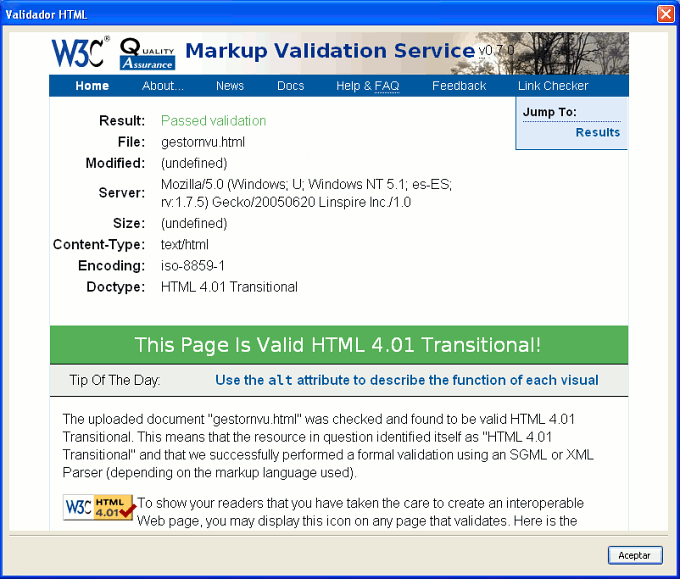 Validador HTML
W3C® Quality Assurance Markup Validation Service v0.7.0
Home About... News Docs Help & FAQ Feedback Link Checker
Jump To:
Results
Result: Passed validation
File: gestornvu.html
Modified: (undefined)
Server: Mozilla/5.0 (Windows; U; Windows NT 5.1; es-ES;
rv:1.7.5) Gecko/20050620 Linspire Inc./1.0
Size: (undefined)
Content-Type: text/html
Encoding: iso-8859-1
Doctype: HTML 4.01 Transitional
This Page Is Valid HTML 4.01 Transitional!
Tip Of The Day: Use the alt attribute to describe the function of each visual
The uploaded document "gestornvu.html" was checked and found to be valid HTML 4.01
Transitional. This means that the resource in question identified itself as "HTML 4.01
Transitional" and that we successfully performed a formal validation using an SGML or XML
Parser (depending on the markup language used).
W3C HTML 4.01 To show your readers that you have taken the care to create an interoperable
Web page, you may display this icon on any page that validates. Here is the
Aceptar